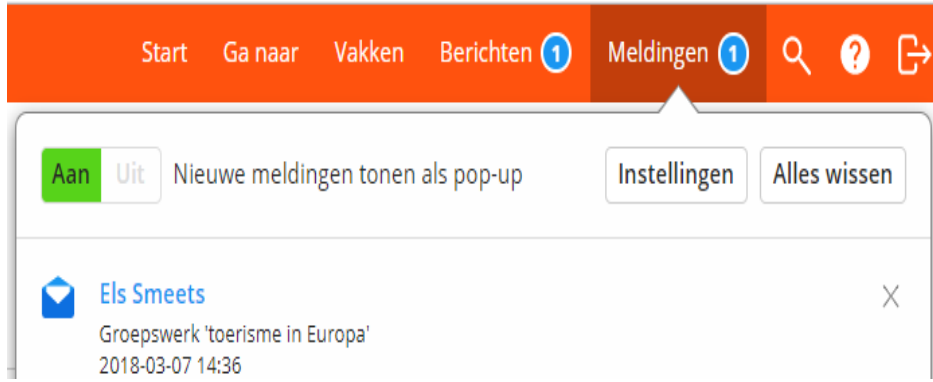 Start Ga naar Vakken Berichten 1 Meldingen 1 ?
Aan Uit Nieuwe meldingen tonen als pop-up Instellingen Alles wissen
Els Smeets
Groepswerk 'toerisme in Europa'
2018-03-07 14:36